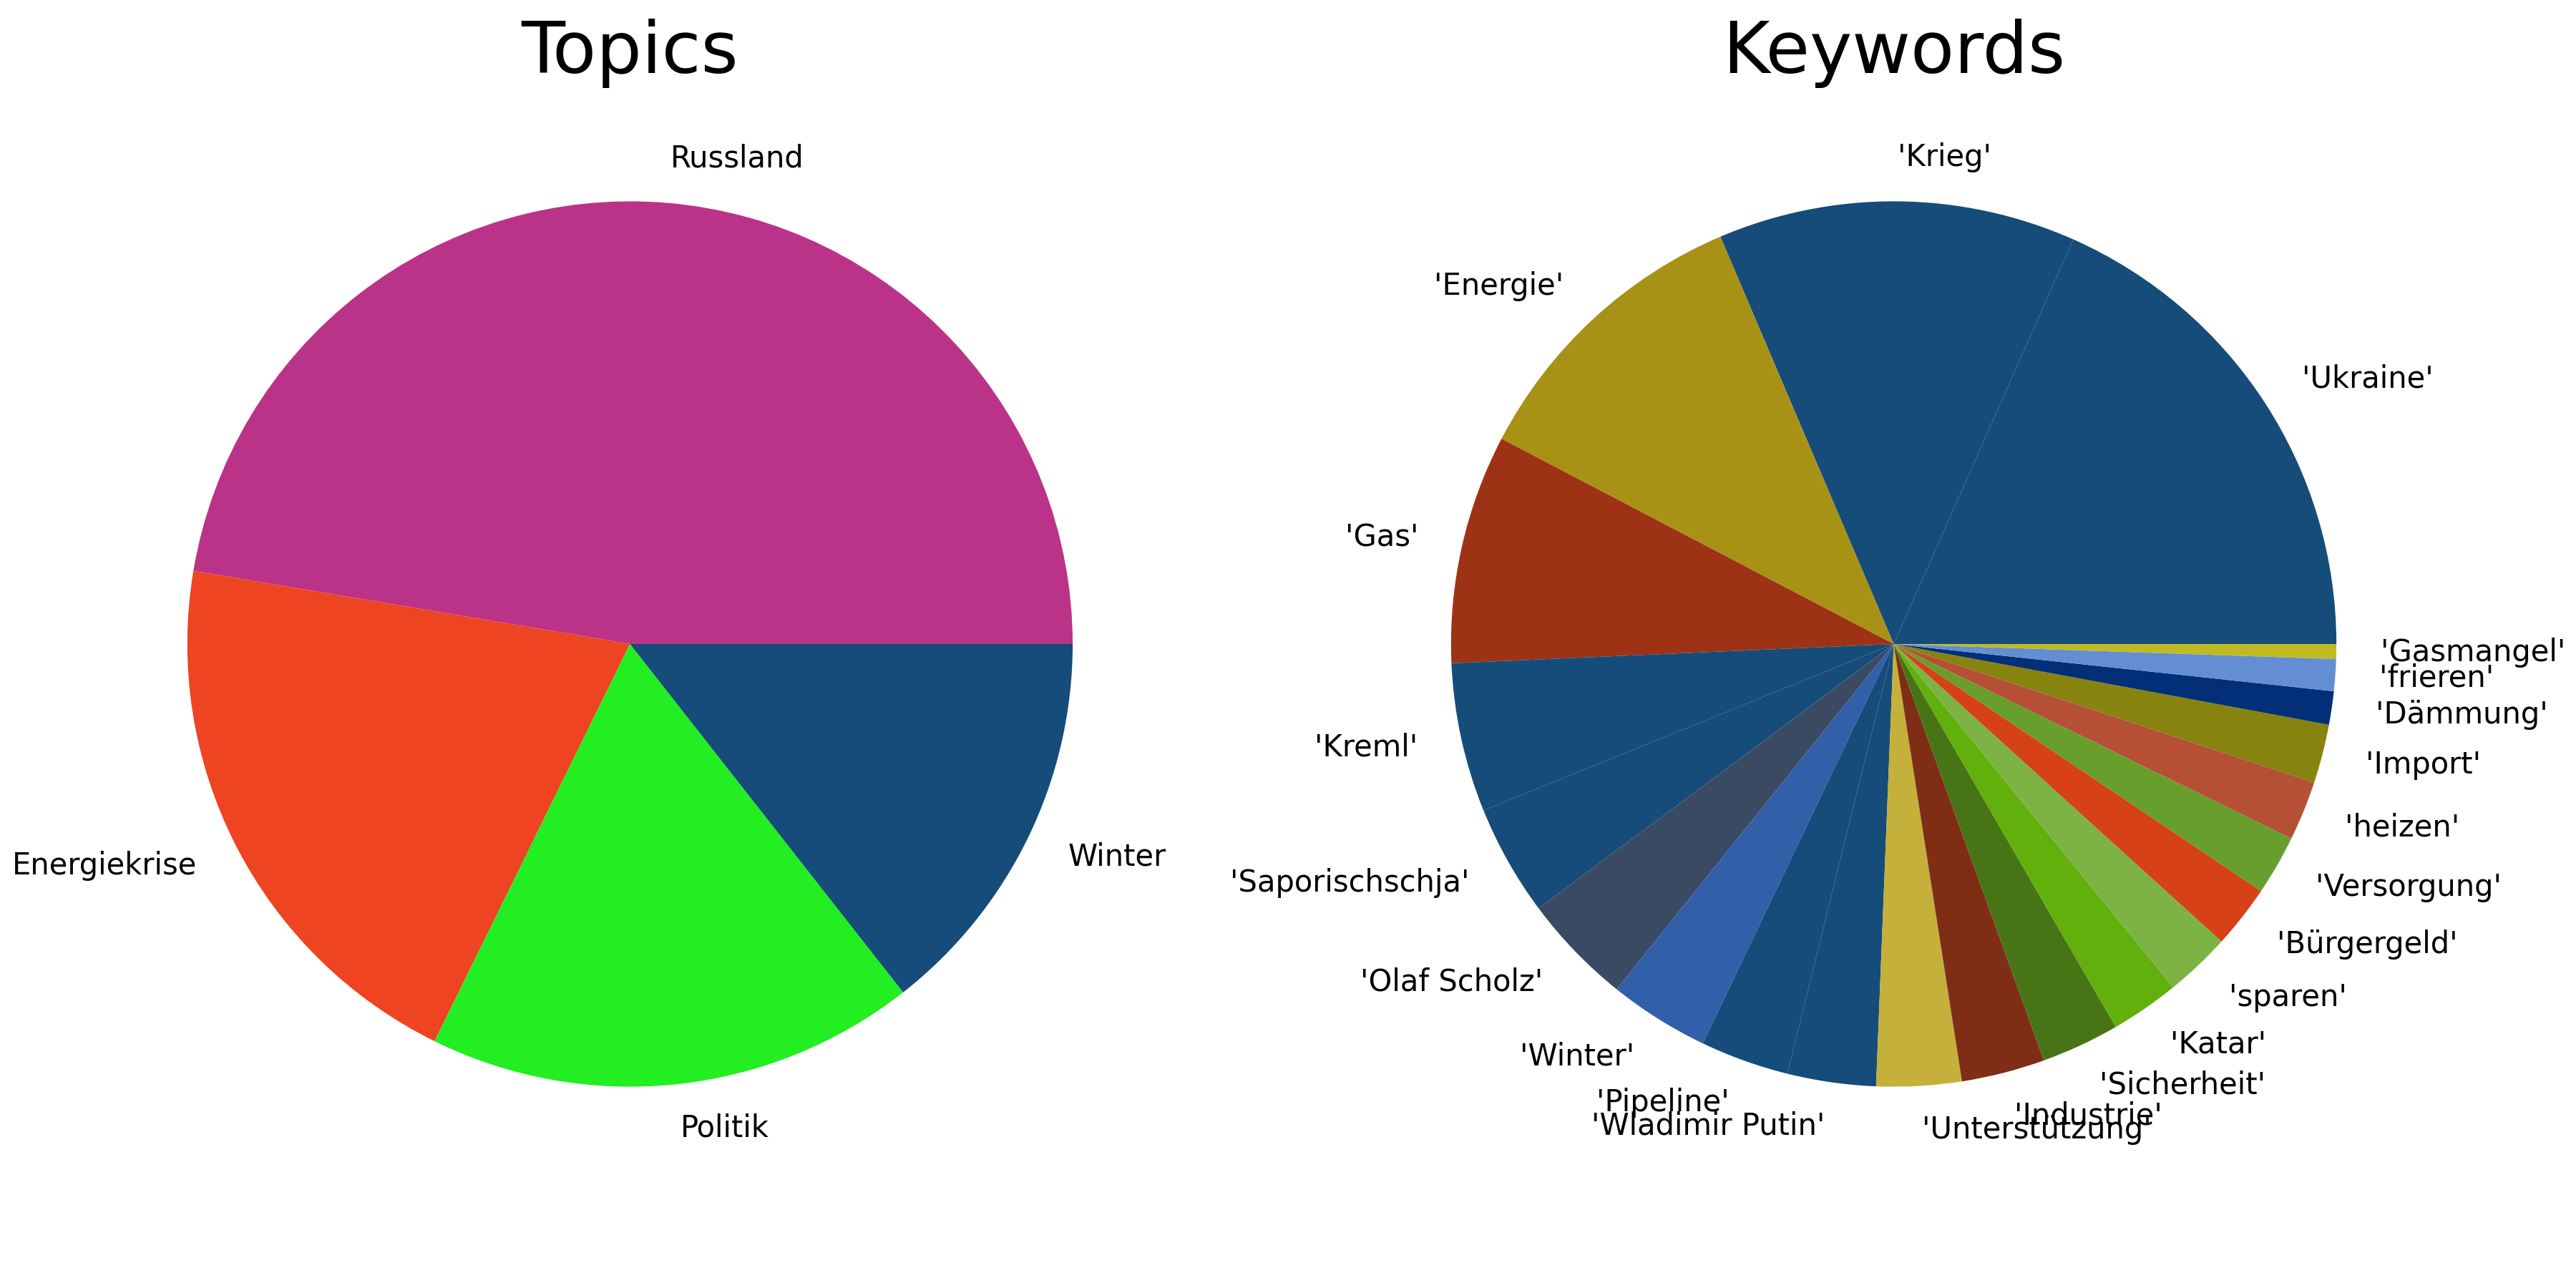 Topics
Russland
Energiekrise
Politik
Winter
Keywords
'Ukraine'
'Krieg'
'Energie'
'Gas'
'Kreml'
'Saporischschja'
'Olaf Scholz'
'Winter'
'Pipeline'
'Wladimir Putin'
'Unterstützung'
'Industrie'
'Sicherheit'
'Katar'
'sparen'
'Bürgergeld'
'Versorgung'
'heizen'
'Import'
'Dämmung'
'frieren'
'Gasmangel'